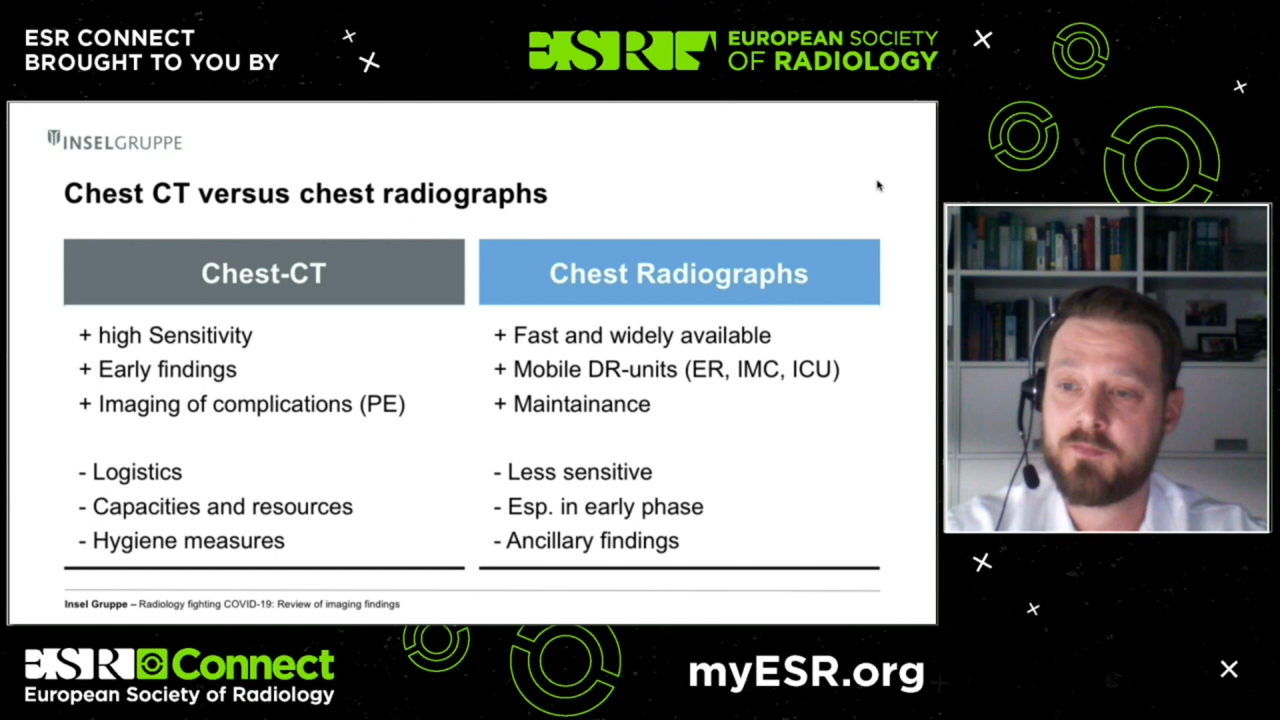 ESR CONNECT
BROUGHT TO YOU BY
ESR EUROPEAN SOCIETY
OF RADIOLOGY
INSELGRUPPE
Chest CT versus chest radiographs
Chest-CT
+ high Sensitivity
+ Early findings
+ Imaging of complications (PE)
- Logistics
- Capacities and resources
- Hygiene measures
Chest Radiographs
+ Fast and widely available
+ Mobile DR-units (ER, IMC, ICU)
+ Maintainance
- Less sensitive
- Esp. in early phase
- Ancillary findings
Insel Gruppe – Radiology fighting COVID-19: Review of imaging findings
ESR Connect
European Society of Radiology
myESR.org